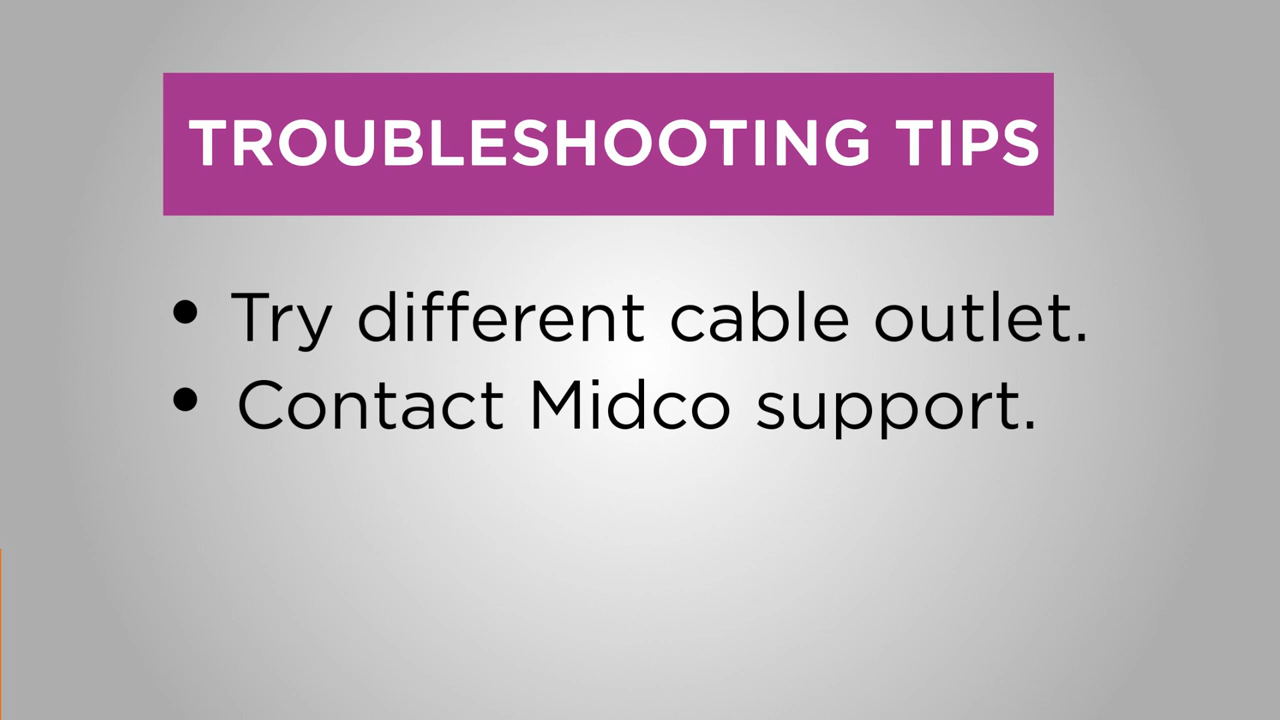 TROUBLESHOOTING TIPS
• Try different cable outlet.
• Contact Midco support.